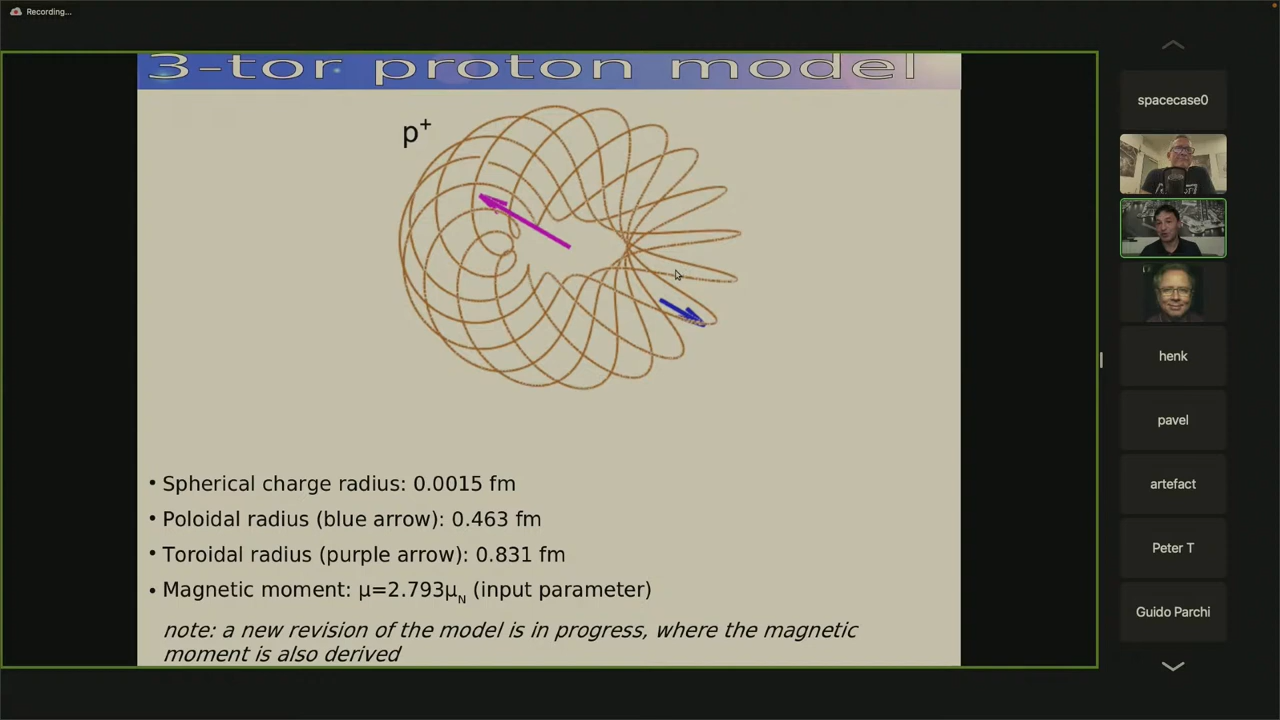 Recording...
3-tor proton model
p+
• Spherical charge radius: 0.0015 fm
• Poloidal radius (blue arrow): 0.463 fm
• Toroidal radius (purple arrow): 0.831 fm
• Magnetic moment: μ=2.793μN (input parameter)
note: a new revision of the model is in progress, where the magnetic
moment is also derived
spacecase0
henk
pavel
artefact
Peter T
Guido Parchi